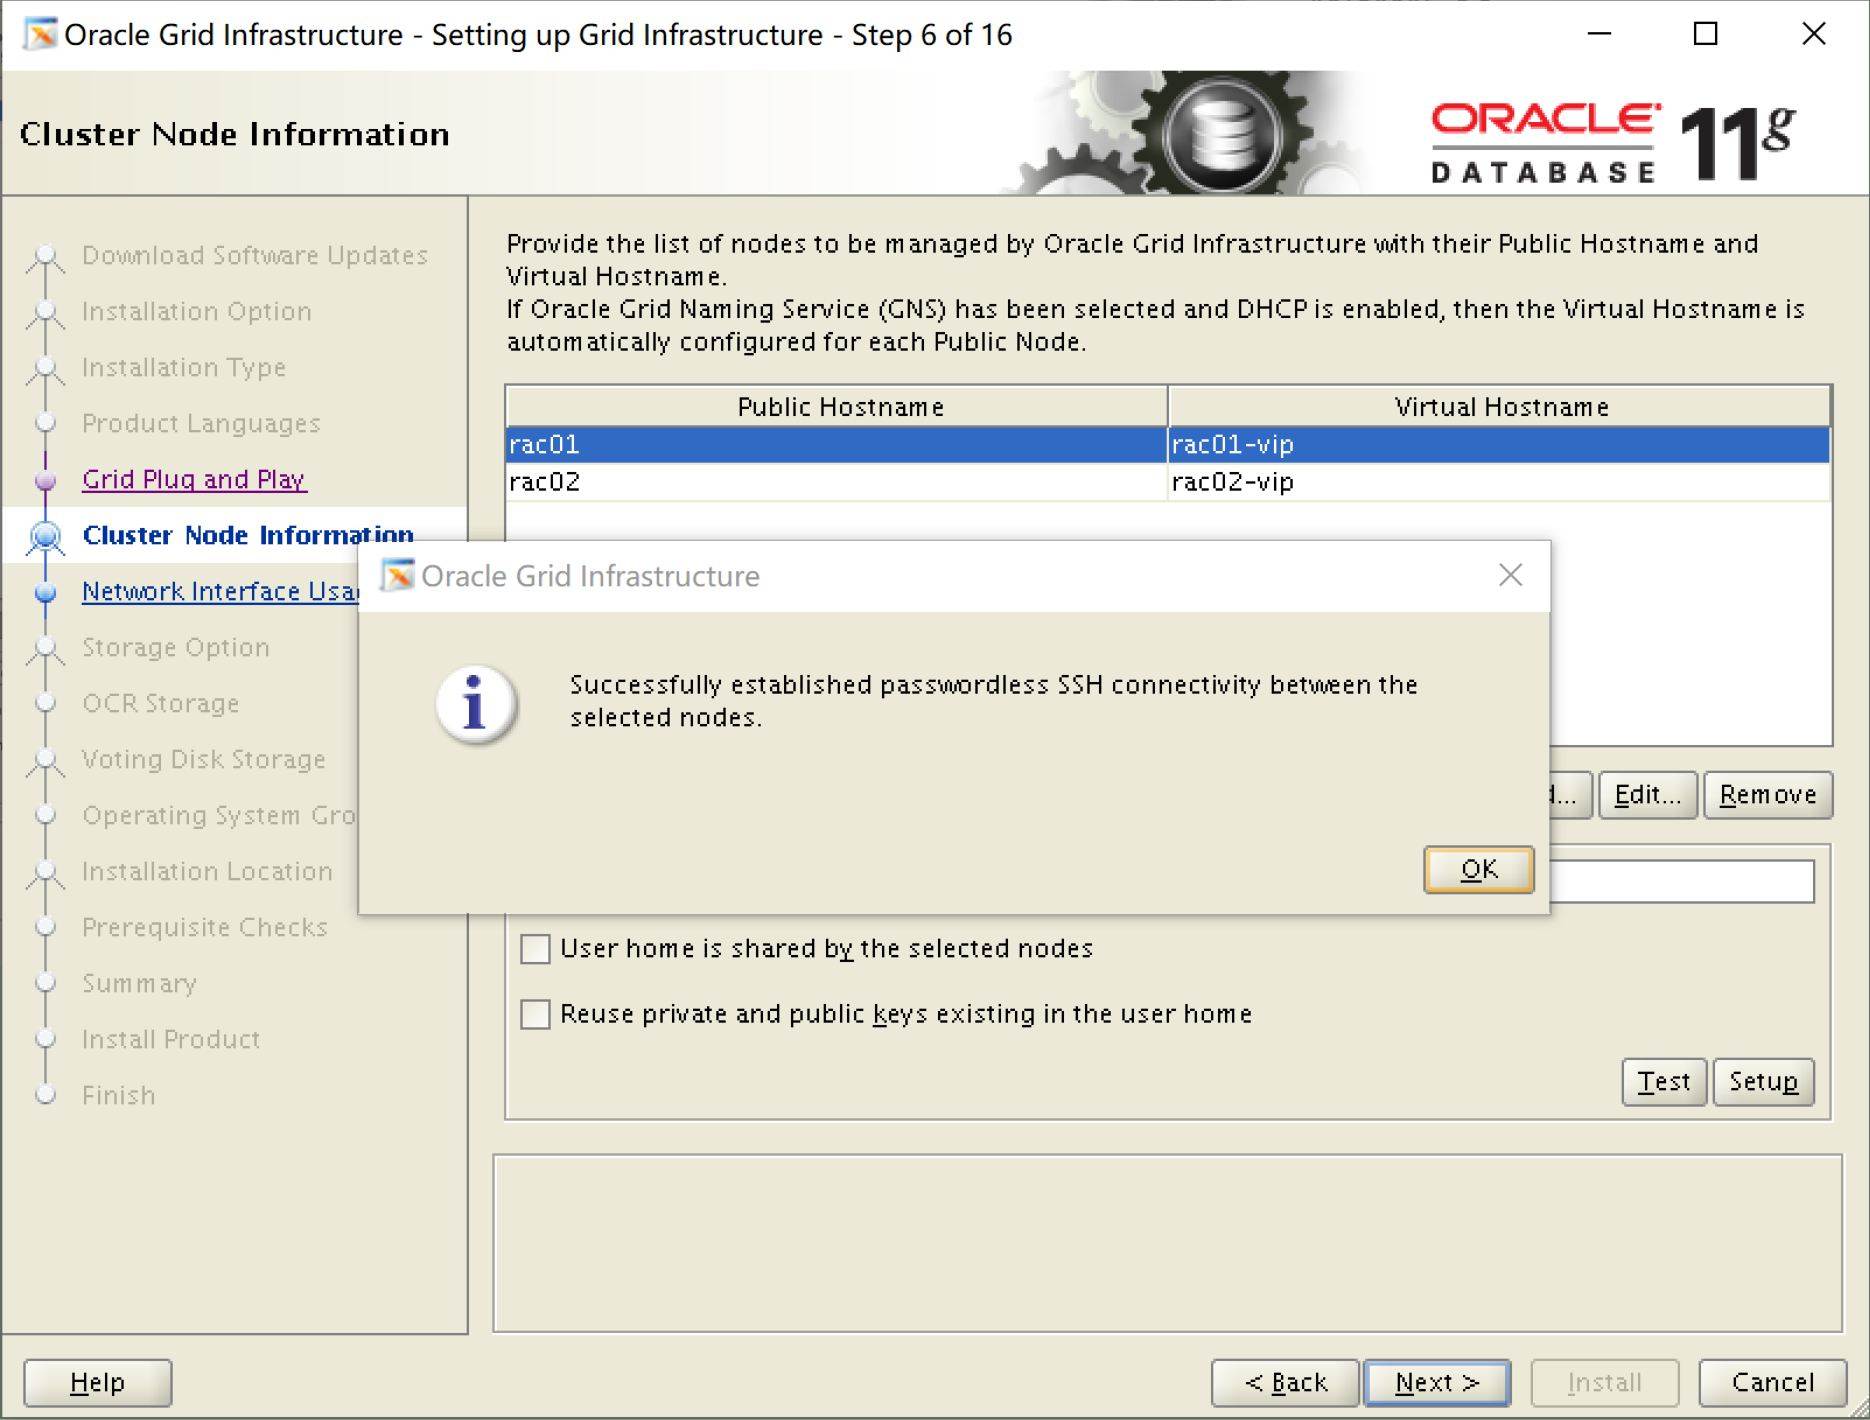 Oracle Grid Infrastructure - Setting up Grid Infrastructure - Step 6 of 16
Cluster Node Information
ORACLE
DATABASE
11g
Download Software Updates
Installation Option
Installation Type
Product Languages
Grid Plug and Play
Cluster Node Information
Network Interface
Storage Option
OCR Storage
Voting Disk Storage
Operating System
Installation Location
Prerequisite Checks
Summary
Install Product
Finish
Provide the list of nodes to be managed by Oracle Grid Infrastructure with their Public Hostname and
Virtual Hostname.
If Oracle Grid Naming Service (GNS) has been selected and DHCP is enabled, then the Virtual Hostname is
automatically configured for each Public Node.
Public Hostname Virtual Hostname
rac01 rac01-vip
rac02 rac02-vip
Oracle Grid Infrastructure
Successfully established passwordless SSH connectivity between the
selected nodes.
OK
Edit... Remove
User home is shared by the selected nodes
Reuse private and public keys existing in the user home
Test Setup
Help < Back Next > Install Cancel